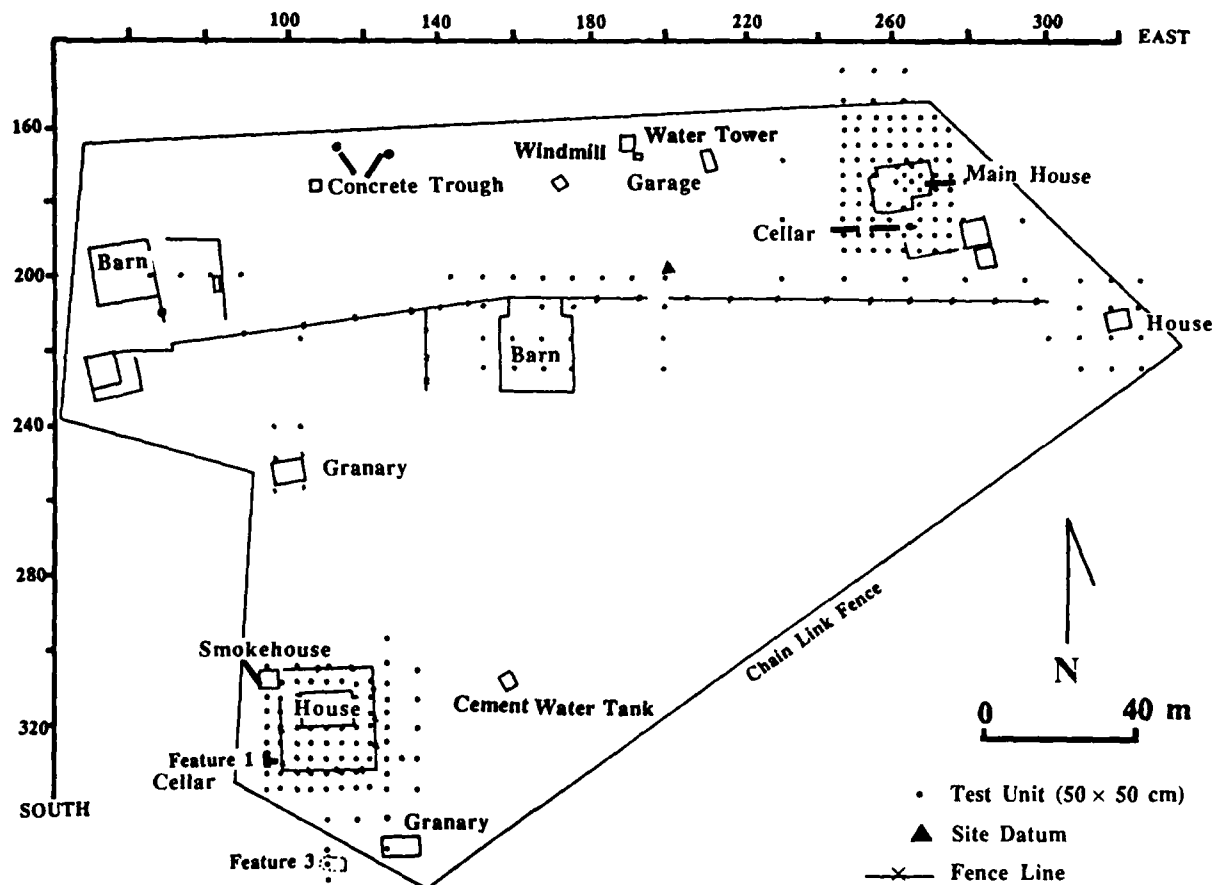 100 140 180 220 260 300
EAST
160
Water Tower
Windmill
Garage
Concrete Trough
Main House
Cellar
Barn
200
House
Barn
240
Granary
280
Chain Link Fence
Smokehouse
House
Cement Water Tank
N
0 40 m
320
Feature 1
Cellar
SOUTH
Test Unit (50 × 50 cm)
Granary
Site Datum
Feature 3
Fence Line